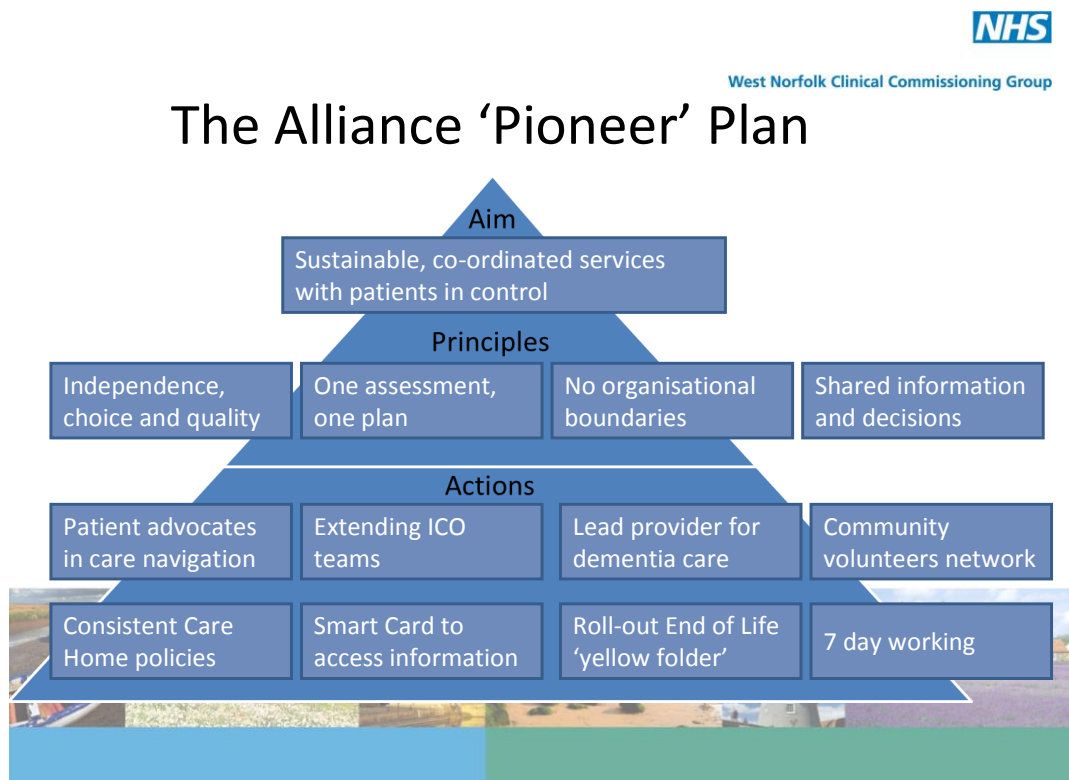 NHS
West Norfolk Clinical Commissioning Group
The Alliance ‘Pioneer’ Plan
Aim
Sustainable, co-ordinated services
with patients in control
Principles
Independence,
choice and quality
One assessment,
one plan
No organisational
boundaries
Shared information
and decisions
Actions
Patient advocates
in care navigation
Extending ICO
teams
Lead provider for
dementia care
Community
volunteers network
Consistent Care
Home policies
Smart Card to
access information
Roll-out End of Life
‘yellow folder’
7 day working